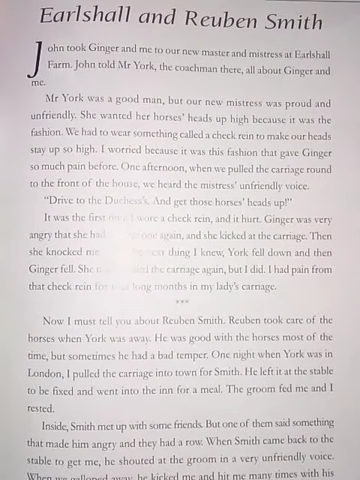 Earlshall and Reuben Smith
John took Ginger and me to our new master and mistress at Earlshall
Farm. John told Mr York, the coachman there, all about Ginger and
me.
Mr York was a good man, but our new mistress was proud and
unfriendly. She wanted her horses' heads up high because it was the
fashion. We had to wear something called a check rein to make our heads
stay up so high. I worried because it was this fashion that gave Ginger
so much pain before. One afternoon, when we pulled the carriage round
to the front of the house, we heard the mistress' unfriendly voice.
"Drive to the Duchess's. And get those horses' heads up!"
It was the first I wore a check rein, and it hurt. Ginger was very
angry that she had one again, and she kicked at the carriage. Then
she knocked me thing I knew, York fell down and then
Ginger fell. She the carriage again, but I did. I had pain from
that check rein for long months in my lady's carriage.
***
Now I must tell you about Reuben Smith. Reuben took care of the
horses when York was away. He was good with the horses most of the
time, but sometimes he had a bad temper. One night when York was in
London, I pulled the carriage into town for Smith. He left it at the stable
to be fixed and went into the inn for a meal. The groom fed me and I
rested.
Inside, Smith met up with some friends. But one of them said something
that made him angry and they had a row. When Smith came back to the
stable to get me, he shouted at the groom in a very unfriendly voice.
When we galloped away, he kicked me and hit me many times with his